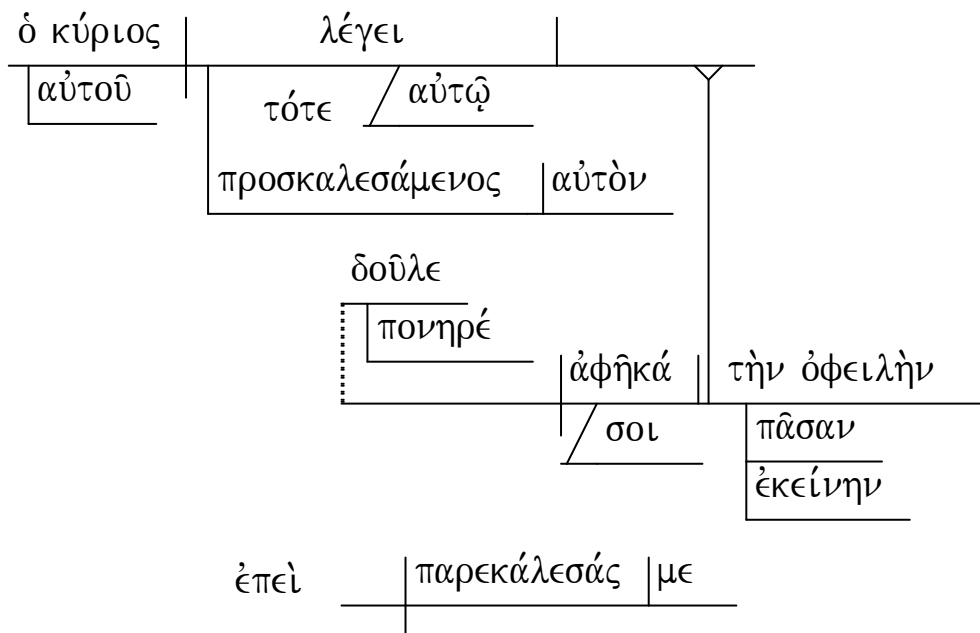 ὁ κύριος λέγει
αὐτοῦ τότε αὐτῷ
προσκαλεσάμενος αὐτὸν
δοῦλε
πονηρέ
ἀφῆκά τὴν ὀφειλὴν
σοι πᾶσαν
ἐκείνην
ἐπεὶ παρεκάλεσάς με